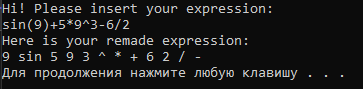 Hi! Please insert your expression:
sin(9)+5*9^3-6/2
Here is your remade expression:
9 sin 5 9 3 ^ * + 6 2 / -
Для продолжения нажмите любую клавишу . . .